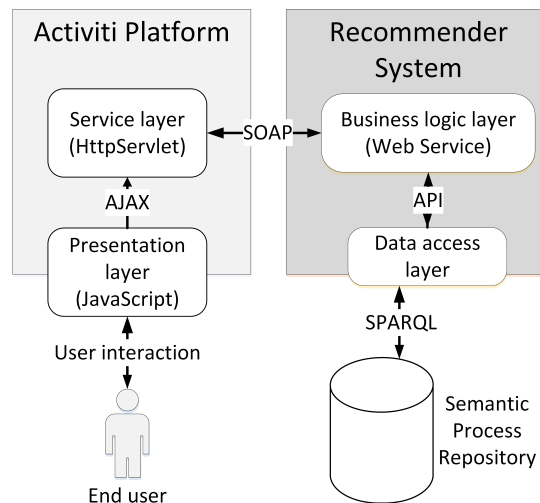 Activiti Platform
Recommender
System
Service layer
(HttpServlet)
SOAP
Business logic layer
(Web Service)
AJAX
API
Presentation
layer
(JavaScript)
Data access
layer
User interaction
SPARQL
End user
Semantic
Process
Repository